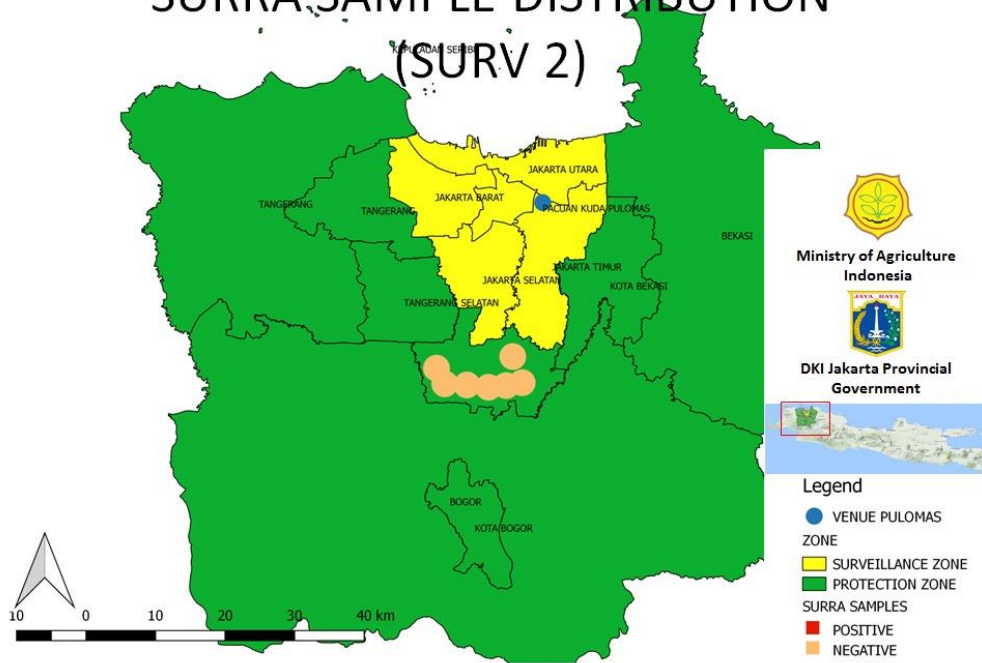 SURRA SAMPLE DISTRIBUTION
(SURV 2)
KEPULAUAN SERIBU
JAKARTA UTARA
JAKARTA BARAT
TANGERANG
TANGERANG
PACUAN KUDA PULOMAS
BEKASI
JAKARTA TIMUR
JAKARTA SELATAN
KOTA BEKASI
TANGERANG SELATAN
BOGOR
KOTA BOGOR
10 0 10 20 30 40 km
Ministry of Agriculture
Indonesia
JAYA RAYA
DKI Jakarta Provincial
Government
Legend
VENUE PULOMAS
ZONE
SURVEILLANCE ZONE
PROTECTION ZONE
SURRA SAMPLES
POSITIVE
NEGATIVE